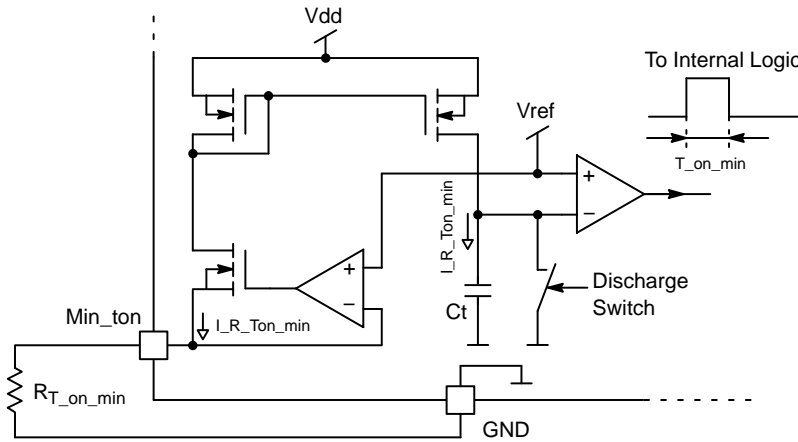 Vdd
To Internal Logic
Vref
T_on_min
+
−
I_R_Ton_min
+
−
Discharge
Switch
Ct
Min_ton
I_R_Ton_min
RT_on_min
GND